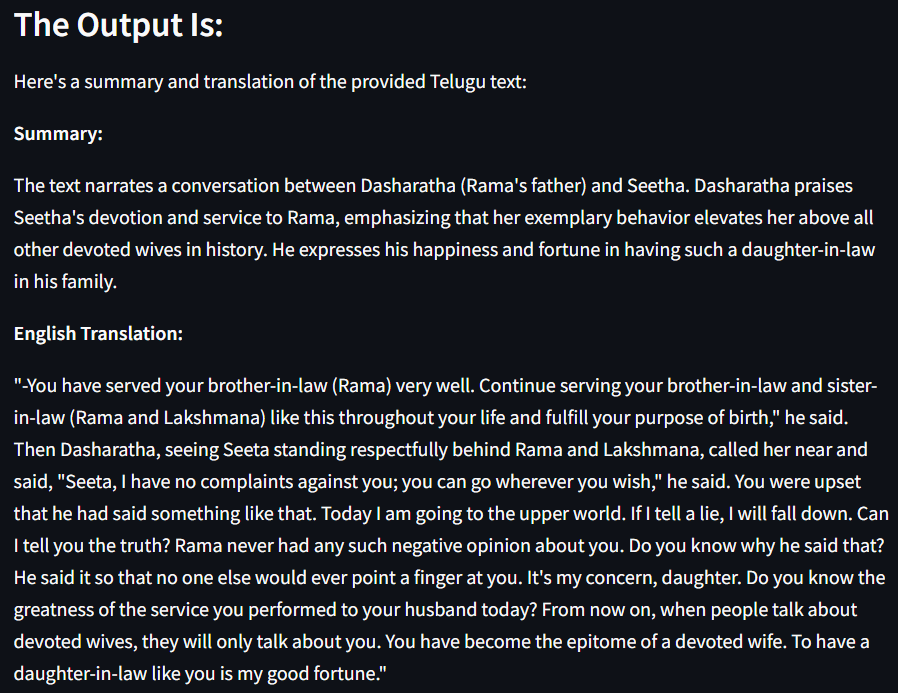 The Output Is:
Here's a summary and translation of the provided Telugu text:
Summary:
The text narrates a conversation between Dasharatha (Rama's father) and Seetha. Dasharatha praises
Seetha's devotion and service to Rama, emphasizing that her exemplary behavior elevates her above all
other devoted wives in history. He expresses his happiness and fortune in having such a daughter-in-law
in his family.
English Translation:
"-You have served your brother-in-law (Rama) very well. Continue serving your brother-in-law and sister-
in-law (Rama and Lakshmana) like this throughout your life and fulfill your purpose of birth," he said.
Then Dasharatha, seeing Seeta standing respectfully behind Rama and Lakshmana, called her near and
said, "Seeta, I have no complaints against you; you can go wherever you wish," he said. You were upset
that he had said something like that. Today I am going to the upper world. If I tell a lie, I will fall down. Can
I tell you the truth? Rama never had any such negative opinion about you. Do you know why he said that?
He said it so that no one else would ever point a finger at you. It's my concern, daughter. Do you know the
greatness of the service you performed to your husband today? From now on, when people talk about
devoted wives, they will only talk about you. You have become the epitome of a devoted wife. To have a
daughter-in-law like you is my good fortune."